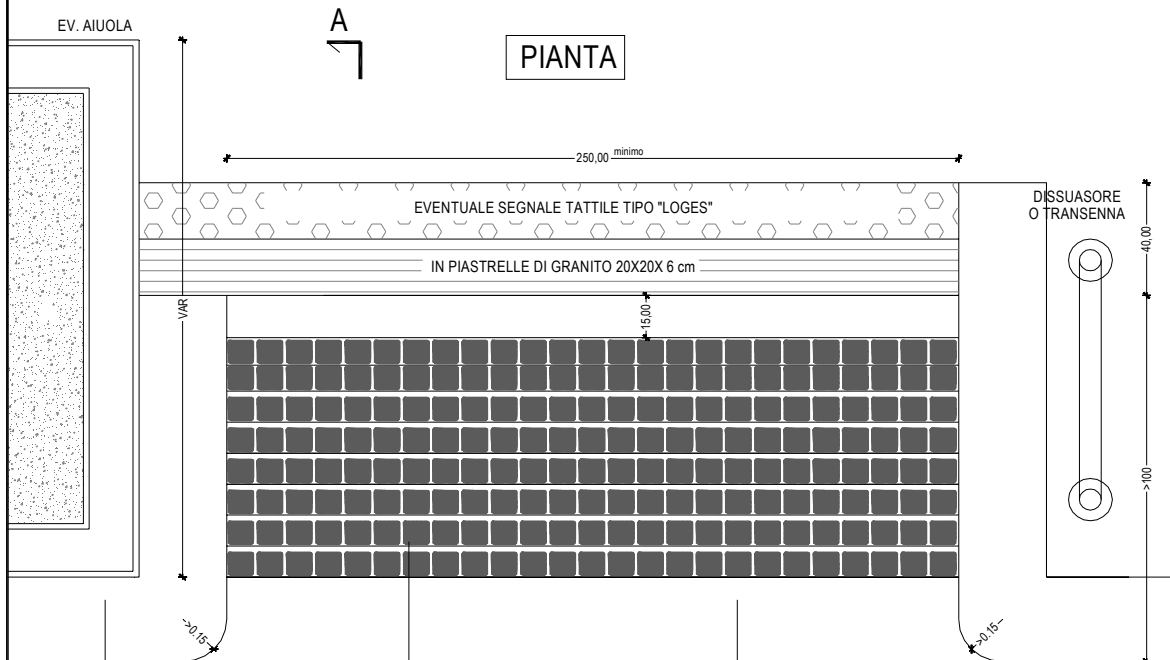 EV. AIUOLA
A
PIANTA
250,00 minimo
EVENTUALE SEGNALE TATTILE TIPO "LOGES"
DISSUASORE
O TRANSENNA
40,00
IN PIASTRELLE DI GRANITO 20X20X 6 cm
VAR
15,00
>100
>0.15
>0.15